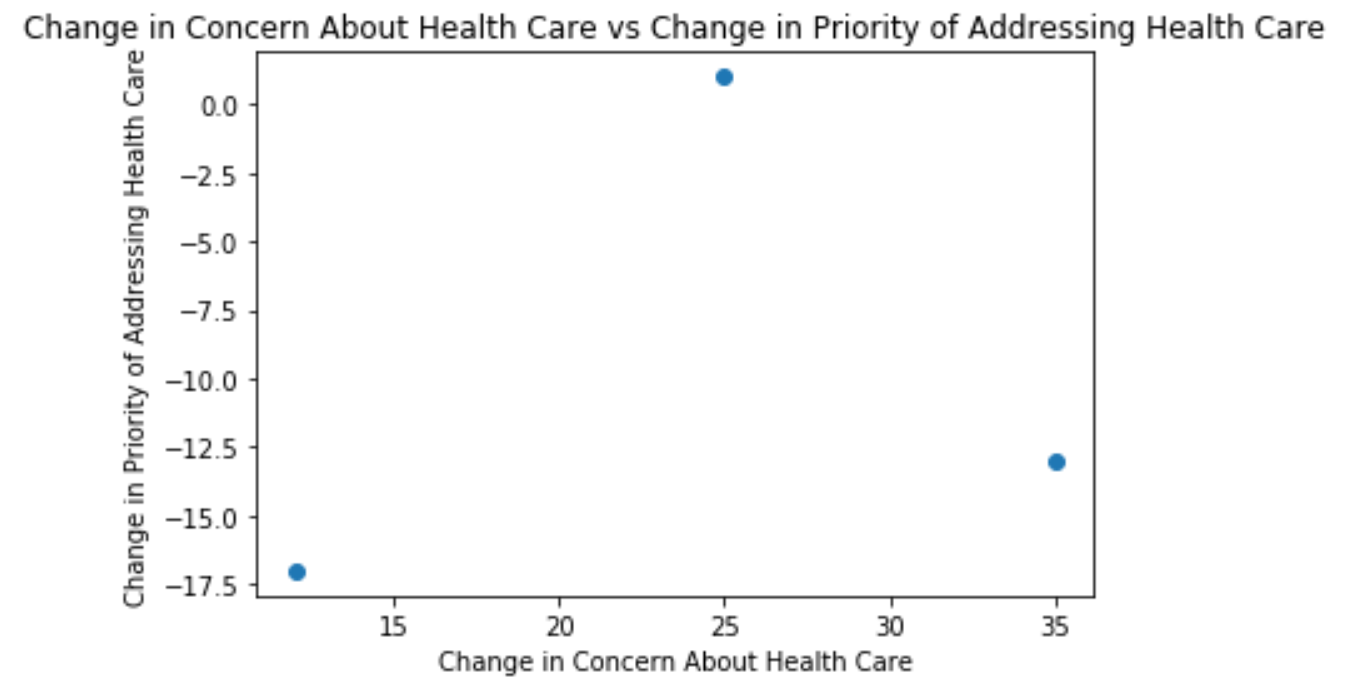 Change in Concern About Health Care vs Change in Priority of Addressing Health Care
Change in Priority of Addressing Health Care
0.0
−2.5
−5.0
−7.5
−10.0
−12.5
−15.0
−17.5
15 20 25 30 35
Change in Concern About Health Care